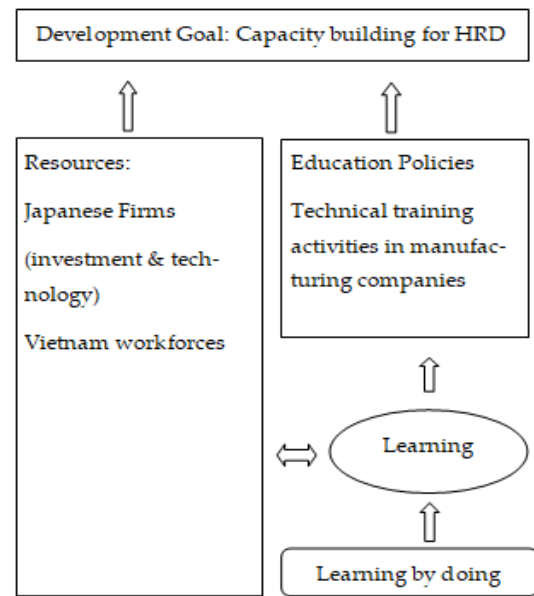 Development Goal: Capacity building for HRD
Resources:
Japanese Firms
(investment & tech-
nology)
Vietnam workforces
Education Policies
Technical training
activities in manufac-
turing companies
Learning
Learning by doing